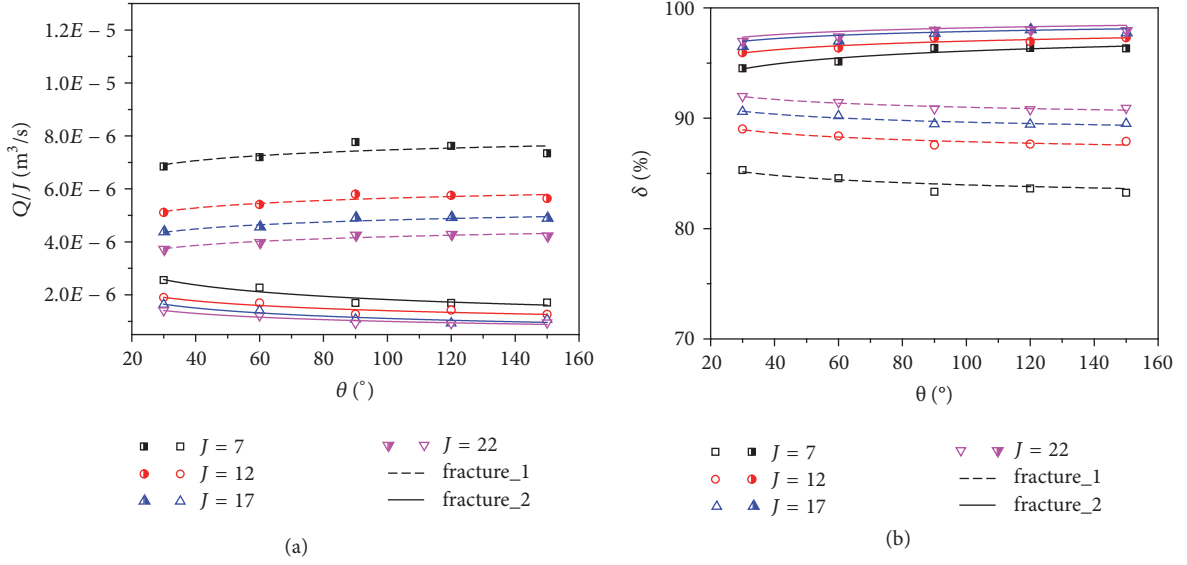 1.2E − 5
1.0E − 5
8.0E − 6
6.0E − 6
4.0E − 6
2.0E − 6
Q/J (m³/s)
20 40 60 80 100 120 140 160
θ (°)
J = 7
J = 12
J = 17
J = 22
fracture_1
fracture_2
(a)
100
90
80
70
δ (%)
20 40 60 80 100 120 140 160
θ (°)
J = 7
J = 12
J = 17
J = 22
fracture_1
fracture_2
(b)